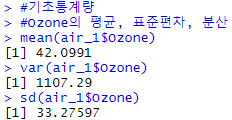 > #기초통계량
> #Ozone의 평균, 표준편차, 분산
> mean(air_1$Ozone)
[1] 42.0991
> var(air_1$Ozone)
[1] 1107.29
> sd(air_1$Ozone)
[1] 33.27597